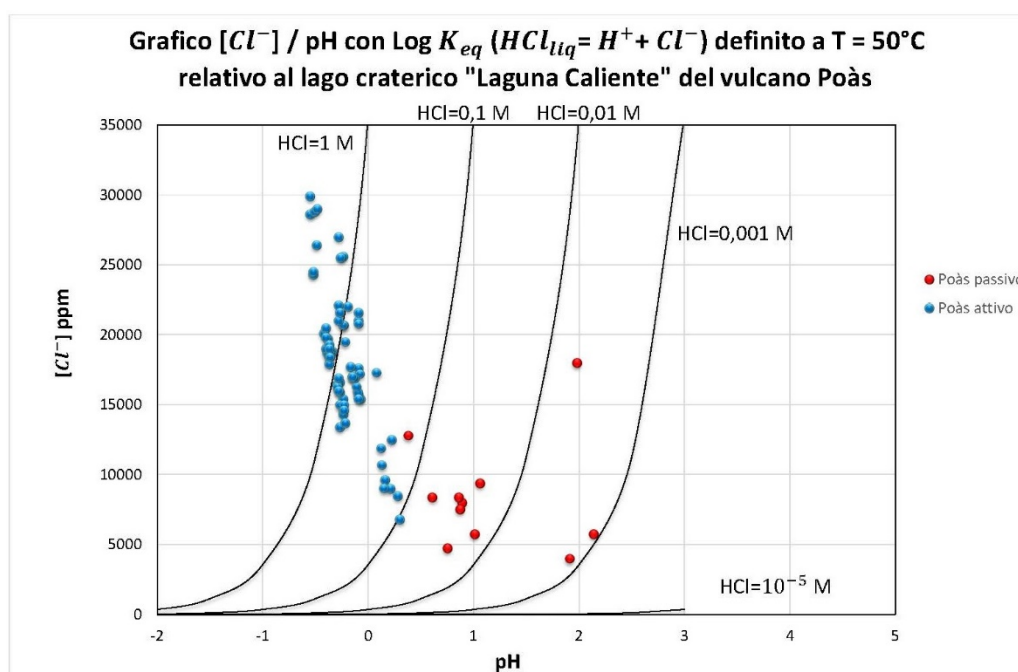 Grafico [Cl⁻] / pH con Log K_eq (HCl_liq= H⁺+ Cl⁻) definito a T = 50°C
relativo al lago craterico "Laguna Caliente" del vulcano Poàs
HCl=0,1 M
HCl=0,01 M
35000
HCl=1 M
30000
HCl=0,001 M
25000
Poàs passivo
Poàs attivo
20000
[Cl⁻] ppm
15000
10000
5000
HCl=10⁻⁵ M
0
-2 -1 0 1 2 3 4 5
pH